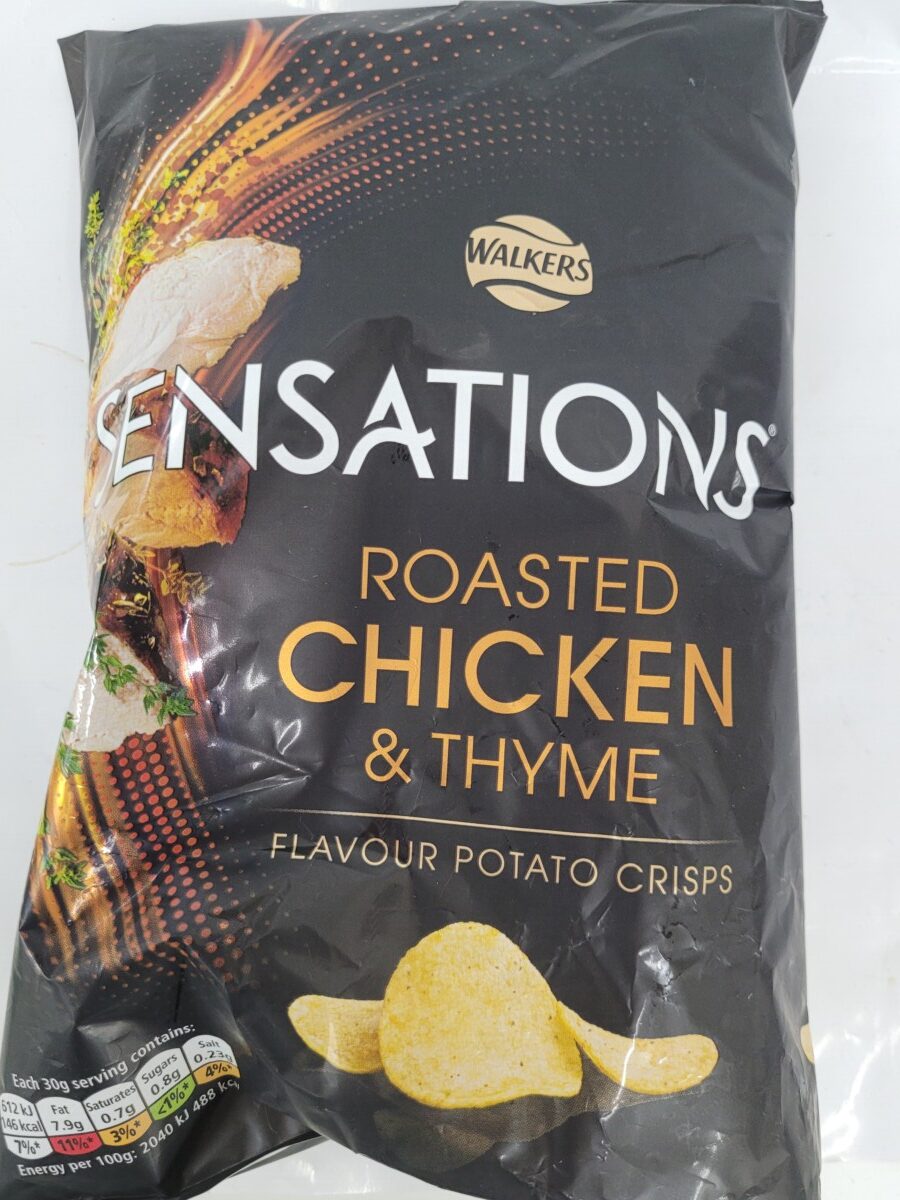 WALKERS
SENSATIONS®
ROASTED
CHICKEN
& THYME
FLAVOUR POTATO CRISPS
Each 30g serving contains:
612 kJ
146 kcal
7%*
Fat
7.9g
11%*
Saturates
0.7g
3%*
Sugars
0.8g
<1%*
Salt
0.23g
4%*
Energy per 100g: 2040 kJ 488 kcal